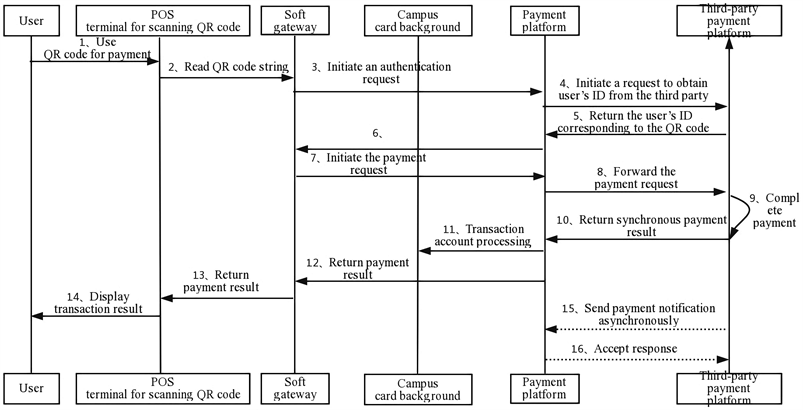 User
POS
terminal for scanning QR code
Soft
gateway
Campus
card background
Payment
platform
Third-party
payment
platform
1、Use
QR code for payment
2、Read QR code string
3、Initiate an authentication
request
4、Initiate a request to obtain
user's ID from the third party
5、Return the user's ID
corresponding to the QR code
6、
7、Initiate the payment
request
8、Forward the
payment request
9、Compl
ete
payment
10、Return synchronous payment
result
11、Transaction
account processing
12、Return payment
result
13、Return
payment result
14、Display
transaction result
15、Send payment notification
asynchronously
16、Accept response
User
POS
terminal for scanning QR code
Soft
gateway
Campus
card background
Payment
platform
Third-party
payment
platform